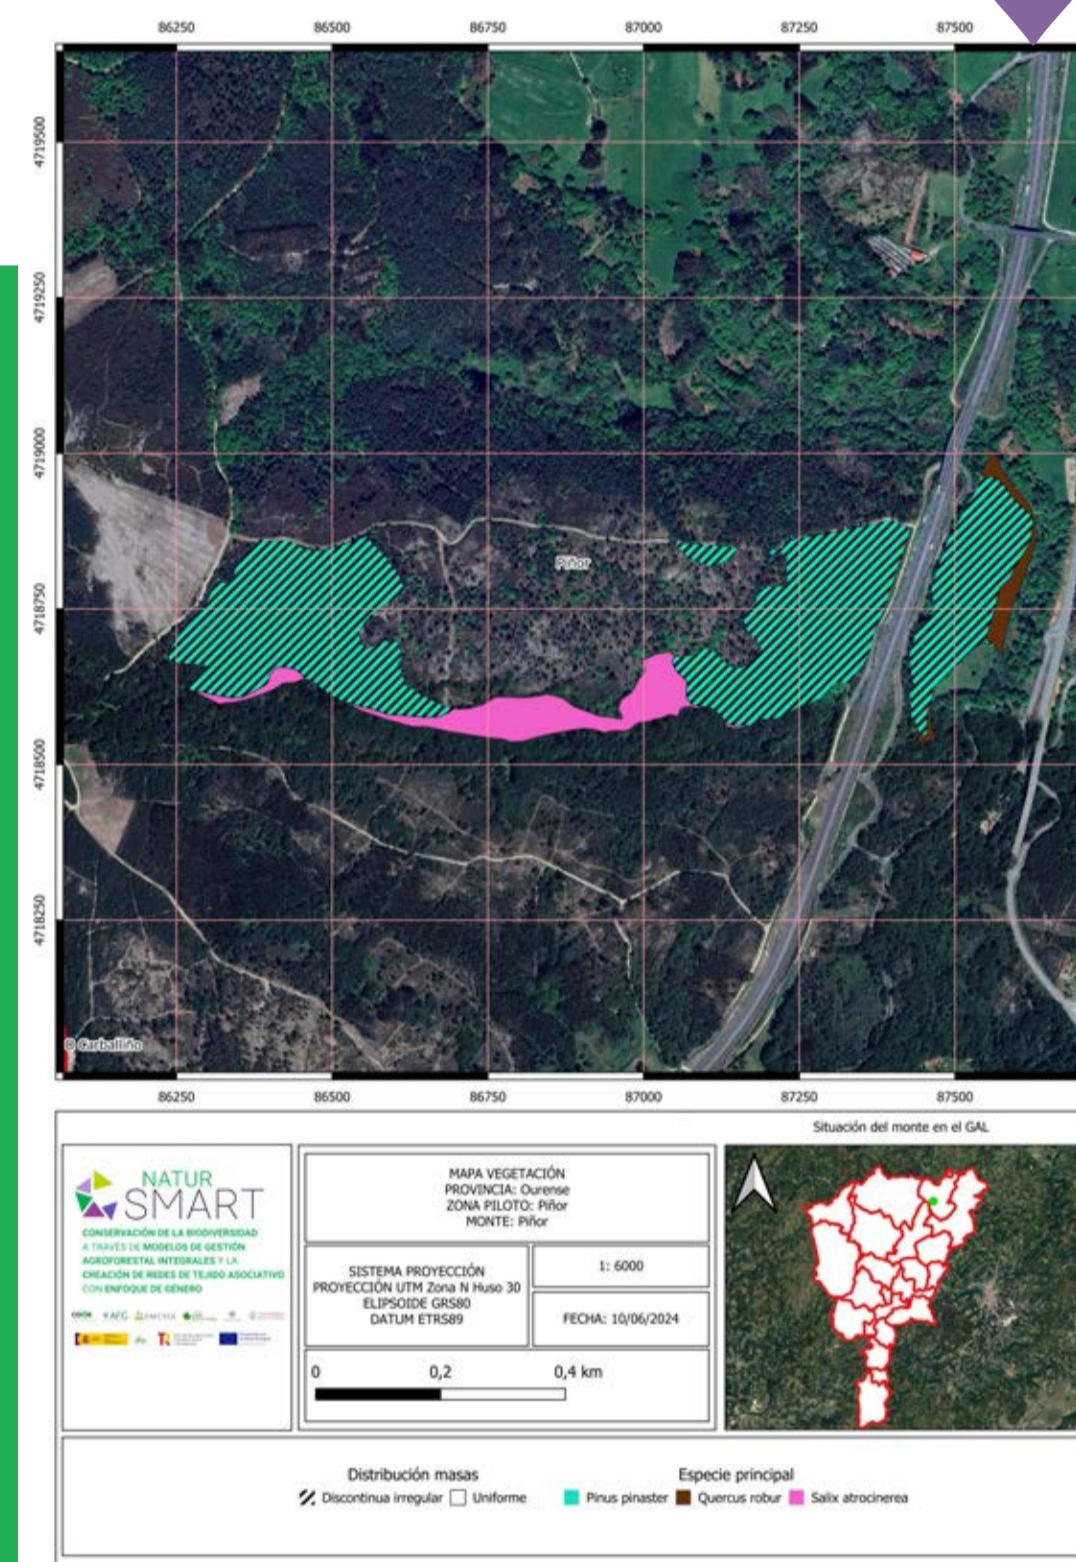 86250 86500 86750 87000 87250 87500
4719500
4719250
4719000
4718750
4718500
4718250
Piñor
O Carballiño
86250 86500 86750 87000 87250 87500
Situación del monte en el GAL
NATUR
SMART
CONSERVACIÓN DE LA BIODIVERSIDAD
A TRAVÉS DE MODELOS DE GESTIÓN
AGROFORESTAL INTEGRALES Y LA
CREACIÓN DE REDES DE TEJIDO ASOCIATIVO
CON ENFOQUE DE GÉNERO
MAPA VEGETACIÓN
PROVINCIA: Ourense
ZONA PILOTO: Piñor
MONTE: Piñor
SISTEMA PROYECCIÓN
PROYECCIÓN UTM Zona N Huso 30
ELIPSOIDE GRS80
DATUM ETRS89
1: 6000
FECHA: 10/06/2024
0 0,2 0,4 km
Distribución masas
Discontinua irregular Uniforme
Especie principal
Pinus pinaster Quercus robur Salix atrocinerea